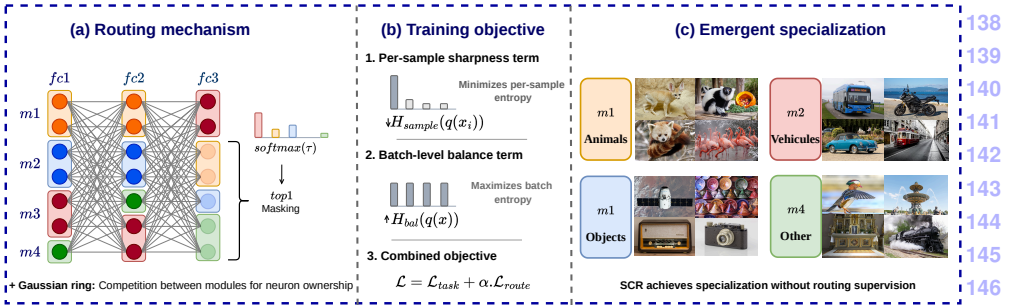 (a) Routing mechanism
fc1 fc2 fc3
m1
m2
m3
m4
softmax(τ)
top1
Masking
+ Gaussian ring: Competition between modules for neuron ownership
(b) Training objective
1. Per-sample sharpness term
Minimizes per-sample
entropy
↓H_sample(q(x_i))
2. Batch-level balance term
Maximizes batch
entropy
↑H_bal(q(x))
3. Combined objective
ℒ = ℒ_task + α.ℒ_route
(c) Emergent specialization
m1
Animals
m2
Vehicules
m1
Objects
m4
Other
SCR achieves specialization without routing supervision
138
139
140
141
142
143
144
145
146